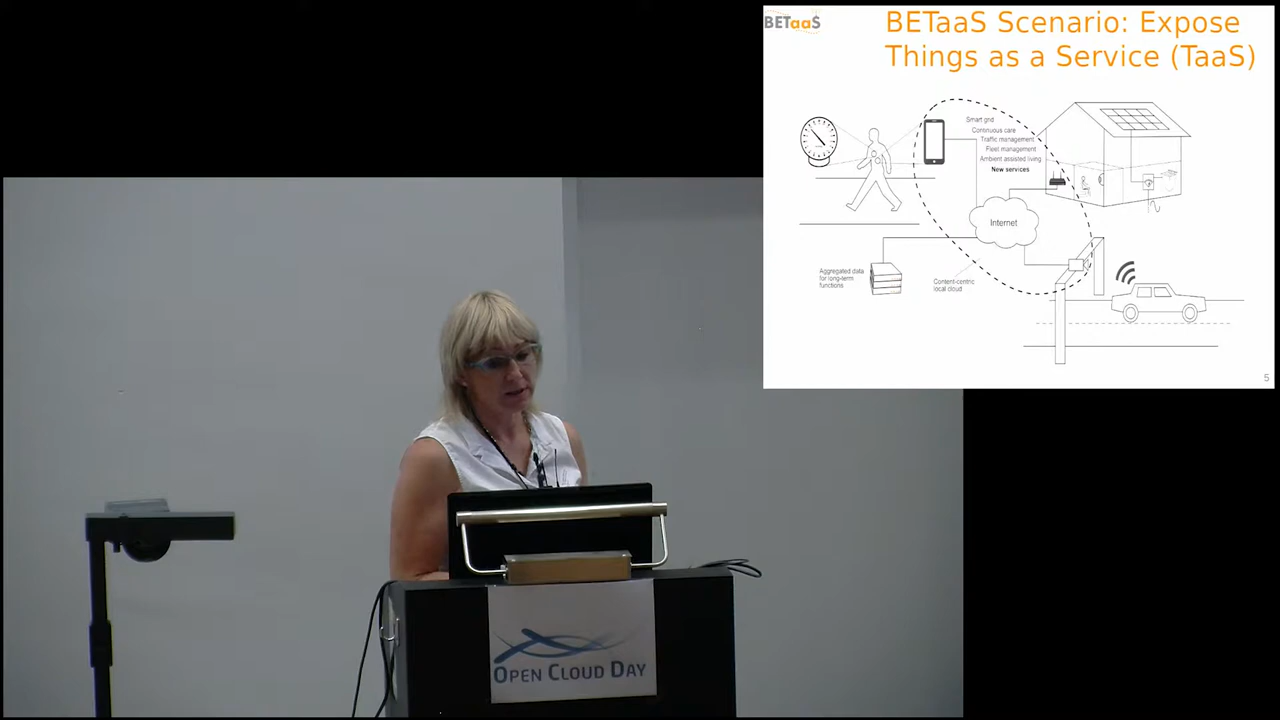 BETaaS
BETaaS Scenario: Expose
Things as a Service (TaaS)
Smart grid
Continuous care
Traffic management
Fleet management
Ambient assisted living
New services
Internet
Aggregated data
for long-term
functions
Content-centric
local cloud
5
OPEN CLOUD DAY